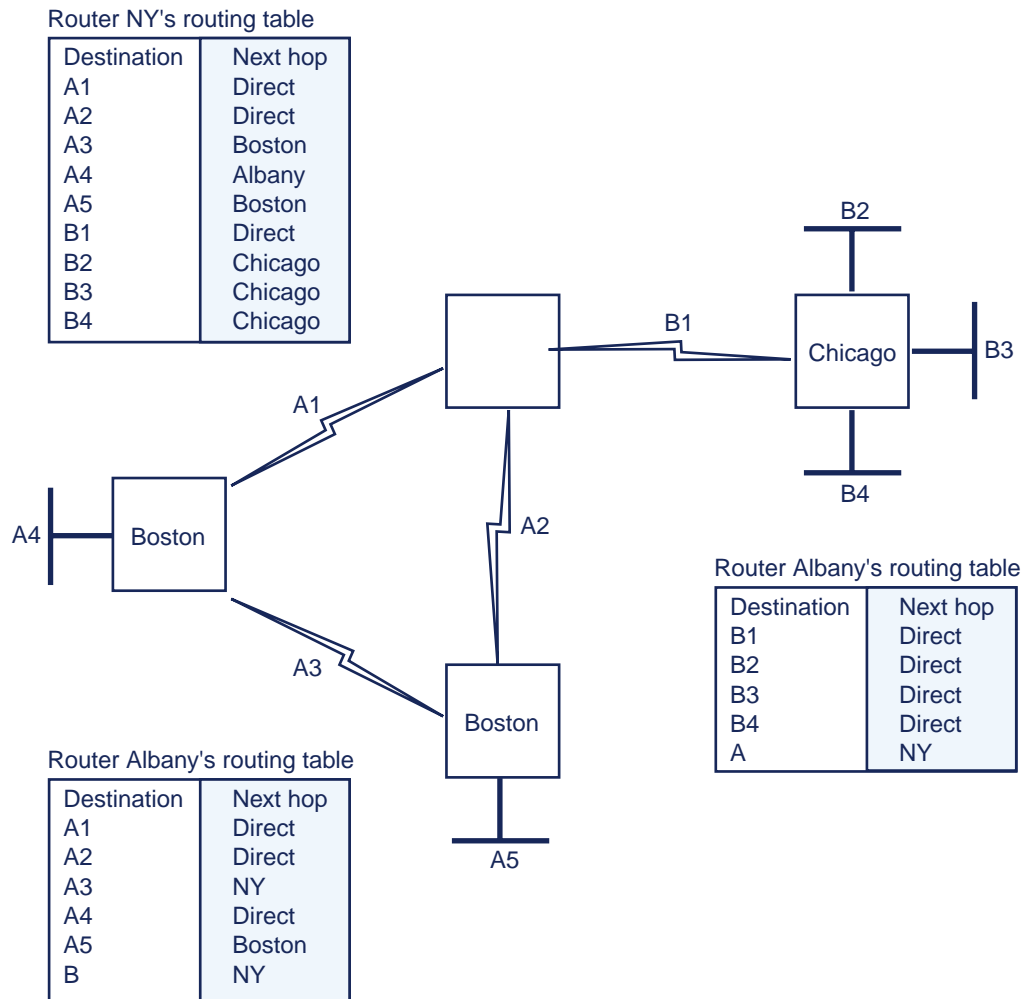 Router NY's routing table
Destination Next hop
A1 Direct
A2 Direct
A3 Boston
A4 Albany
A5 Boston
B1 Direct
B2 Chicago
B3 Chicago
B4 Chicago
B2
B1
Chicago
B3
A1
B4
A4
Boston
A2
A3
Boston
A5
Router Albany's routing table
Destination Next hop
B1 Direct
B2 Direct
B3 Direct
B4 Direct
A NY
Router Albany's routing table
Destination Next hop
A1 Direct
A2 Direct
A3 NY
A4 Direct
A5 Boston
B NY